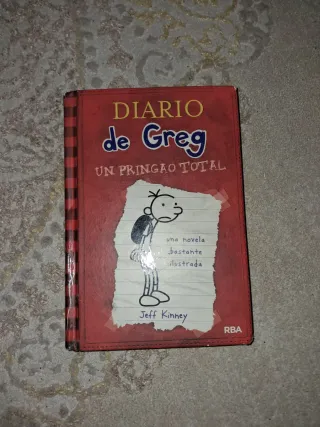 DIARIO
de Greg
UN PRINGAO TOTAL
una novela
bastante
ilustrada
Jeff Kinney
RBA